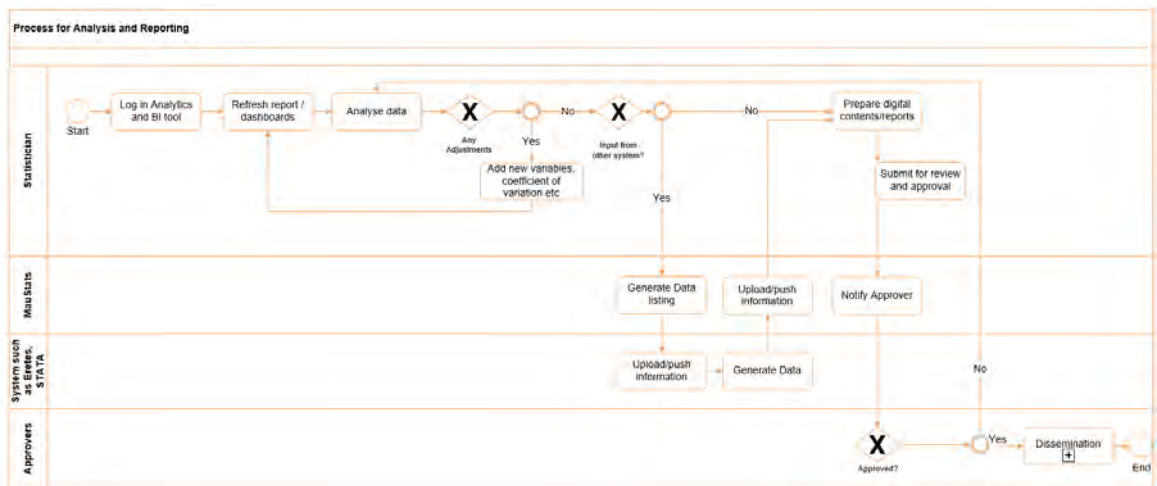 Process for Analysis and Reporting
Statistician
Start
Log in Analytics
and BI tool
Refresh report /
dashboards
Analyse data
X
Any
Adjustments
No
Yes
Add new variables,
coefficient of
variation etc
X
Input from
other system?
No
Yes
Prepare digital
contents/reports
Submit for review
and approval
MauStats
Generate Data
listing
Upload/push
information
Notify Approver
System such
as Eretes,
STATA
Upload/push
information
Generate Data
No
Approvers
X
Approved?
Yes
Dissemination
+
End